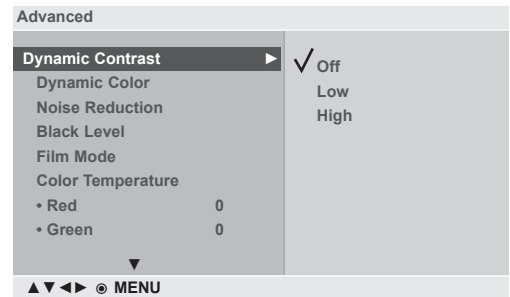 Advanced
Dynamic Contrast ►
Dynamic Color
Noise Reduction
Black Level
Film Mode
Color Temperature
• Red 0
• Green 0
▼
✓ Off
Low
High
▲▼◄► ◉ MENU